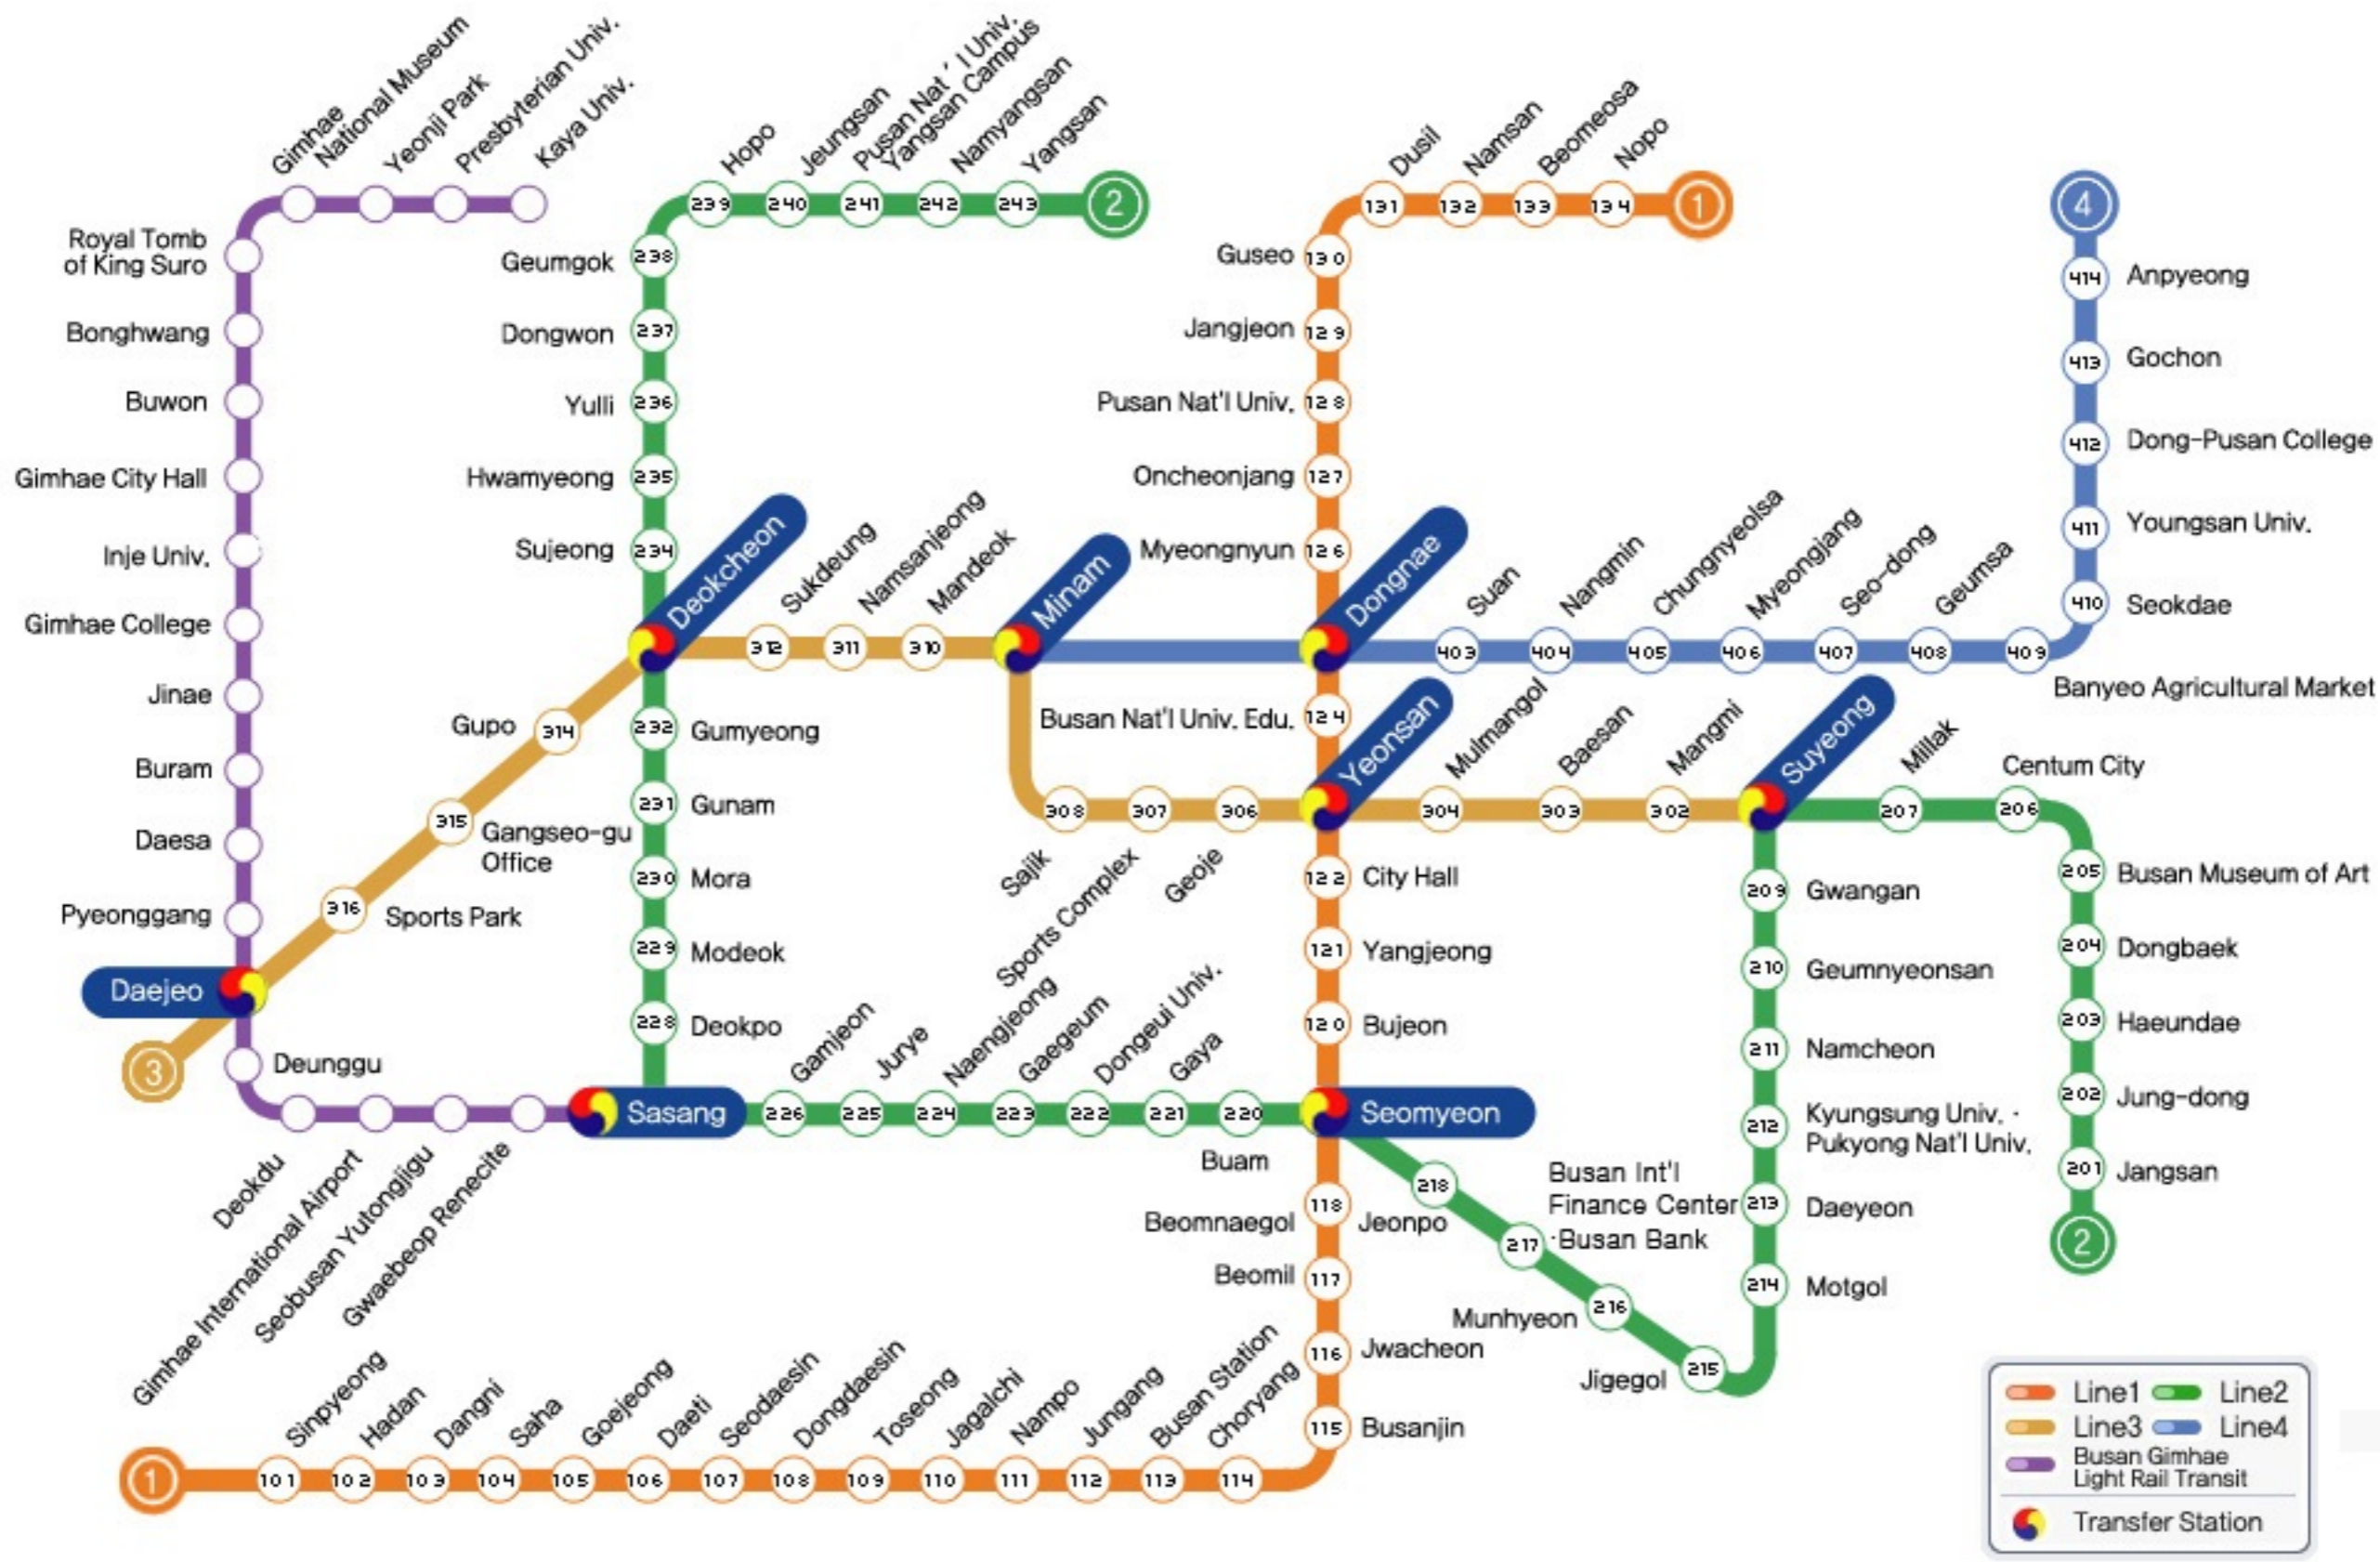 Gimhae
National Museum
Yeonji Park
Presbyterian Univ.
Kaya Univ.
Royal Tomb
of King Suro
Bonghwang
Buwon
Gimhae City Hall
Inje Univ.
Gimhae College
Jinae
Buram
Daesa
Pyeonggang
Daejeo
3
Deunggu
Deokdu
Gimhae International Airport
Seobusan Yutongjigu
Gwaebeop Renecite
Sasang
Hopo
Jeungsan
Pusan Nat'l Univ.
Yangsan Campus
Namyangsan
Yangsan
239
240
241
242
243
2
Geumgok
238
Dongwon
237
Yulli
236
Hwamyeong
235
Sujeong
234
Deokcheon
232
Gumyeong
231
Gunam
230
Mora
229
Modeok
228
Deokpo
Gupo
314
315
Gangseo-gu
Office
316
Sports Park
Sukdeung
Namsanjeong
Mandeok
312
311
310
Minam
308
307
306
Sajik
Sports Complex
Geoje
Yeonsan
Mulmangol
Baesan
Mangmi
304
303
302
Suyeong
Dusil
Namsan
Beomeosa
Nopo
131
132
133
134
1
Guseo
130
Jangjeon
129
Pusan Nat'l Univ.
128
Oncheonjang
127
Myeongnyun
126
Dongnae
Busan Nat'l Univ. Edu.
124
122
City Hall
121
Yangjeong
120
Bujeon
Seomyeon
Suan
Nangmin
Chungnyeolsa
Myeongjang
Seo-dong
Geumsa
403
404
405
406
407
408
409
Banyeo Agricultural Market
4
414
Anpyeong
413
Gochon
412
Dong-Pusan College
411
Youngsan Univ.
410
Seokdae
Millak
Centum City
207
206
205
Busan Museum of Art
204
Dongbaek
203
Haeundae
202
Jung-dong
201
Jangsan
2
209
Gwangan
210
Geumnyeonsan
211
Namcheon
212
Kyungsung Univ. ·
Pukyong Nat'l Univ.
213
Daeyeon
214
Motgol
Gamjeon
Jurye
Naengjeong
Gaegeum
Dongeui Univ.
Gaya
226
225
224
223
222
221
220
Buam
218
Jeonpo
217
Busan Int'l
Finance Center
·Busan Bank
216
Munhyeon
215
Jigegol
Beomnaegol
118
Beomil
117
116
Jwacheon
115
Busanjin
Sinpyeong
Hadan
Dangni
Saha
Goejeong
Daeti
Seodaesin
Dongdaesin
Toseong
Jagalchi
Nampo
Jungang
Busan Station
Choryang
1
101
102
103
104
105
106
107
108
109
110
111
112
113
114
Line1
Line2
Line3
Line4
Busan Gimhae
Light Rail Transit
Transfer Station